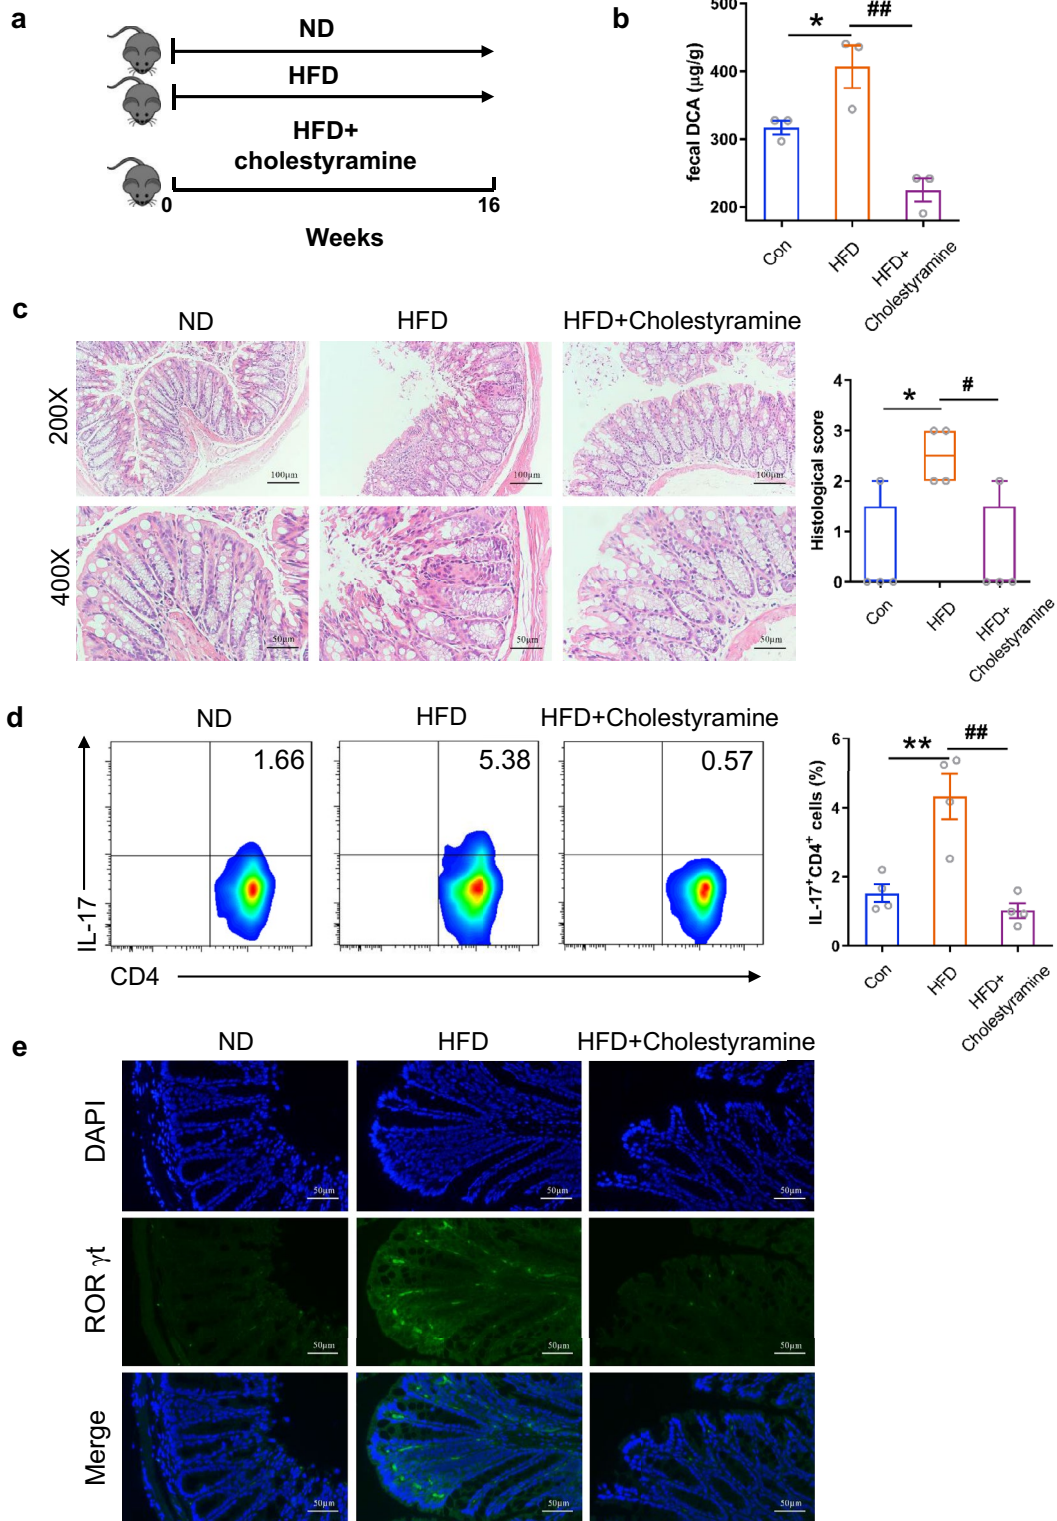 a
ND
HFD
HFD+
cholestyramine
0
16
Weeks
b
fecal DCA (μg/g)
500
400
300
200
*
##
Con
HFD
HFD+
Cholestyramine
c
ND
HFD
HFD+Cholestyramine
200X
100μm
100μm
100μm
400X
50μm
50μm
50μm
Histological score
4
3
2
1
0
*
#
Con
HFD
HFD+
Cholestyramine
d
ND
HFD
HFD+Cholestyramine
1.66
5.38
0.57
IL-17
CD4
IL-17+CD4+ cells (%)
6
4
2
0
**
##
Con
HFD
HFD+
Cholestyramine
e
ND
HFD
HFD+Cholestyramine
DAPI
50μm
50μm
50μm
ROR γt
50μm
50μm
50μm
Merge
50μm
50μm
50μm